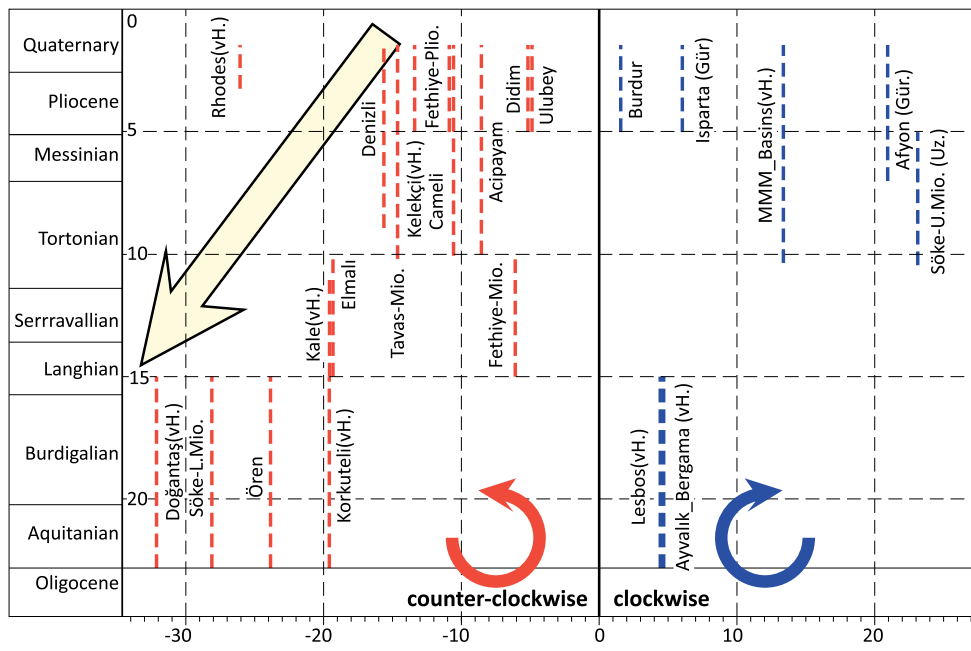 0
Quaternary
Pliocene
5
Messinian
Tortonian
10
Serrravallian
Langhian
15
Burdigalian
20
Aquitanian
Oligocene
Rhodes(vH.)
Denizli
Kelekçi(vH.)
Fethiye-Plio.
Cameli
Acipayam
Didim
Ulubey
Burdur
Isparta (Gür)
MMM_Basins(vH.)
Afyon (Gür.)
Söke-U.Mio. (Uz.)
Kale(vH.)
Elmalı
Tavas-Mio.
Fethiye-Mio.
Doğantaş(vH.)
Söke-L.Mio.
Ören
Korkuteli(vH.)
Lesbos(vH.)
Ayvalık_Bergama (vH.)
counter-clockwise
clockwise
-30
-20
-10
0
10
20